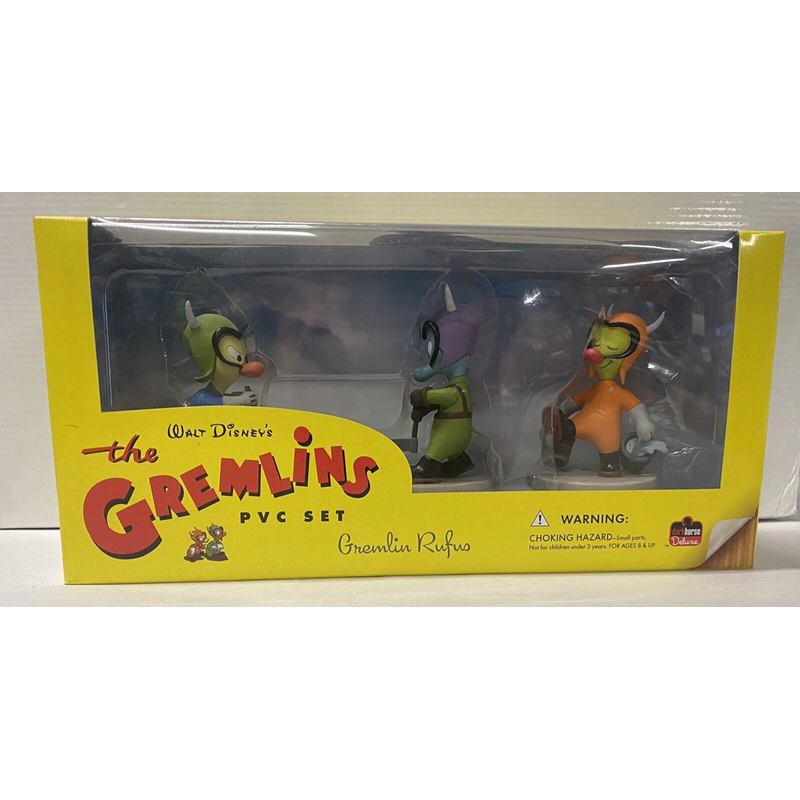 WALT DISNEY'S
the
GREMLINS
PVC SET
Gremlin Rufus
WARNING:
CHOKING HAZARD—Small parts.
Not for children under 3 years. FOR AGES 8 & UP
dark horse
Deluxe